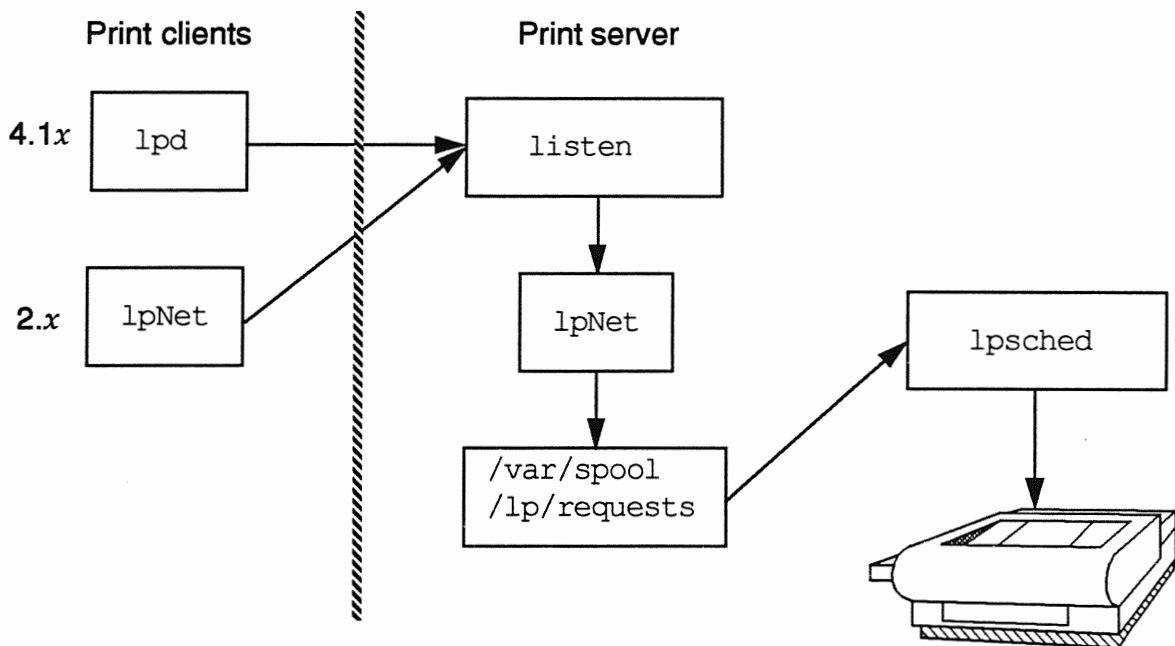 Print clients
Print server
4.1x
lpd
listen
2.x
lpNet
lpNet
lpsched
/var/spool
/lp/requests